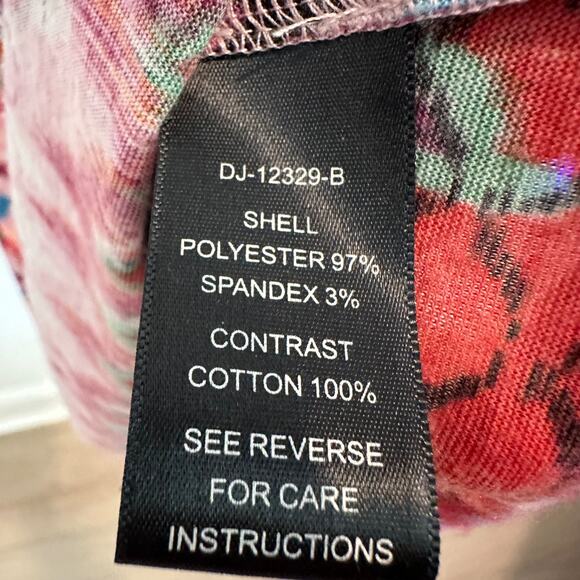 DJ-12329-B
SHELL
POLYESTER 97%
SPANDEX 3%
CONTRAST
COTTON 100%
SEE REVERSE
FOR CARE
INSTRUCTIONS